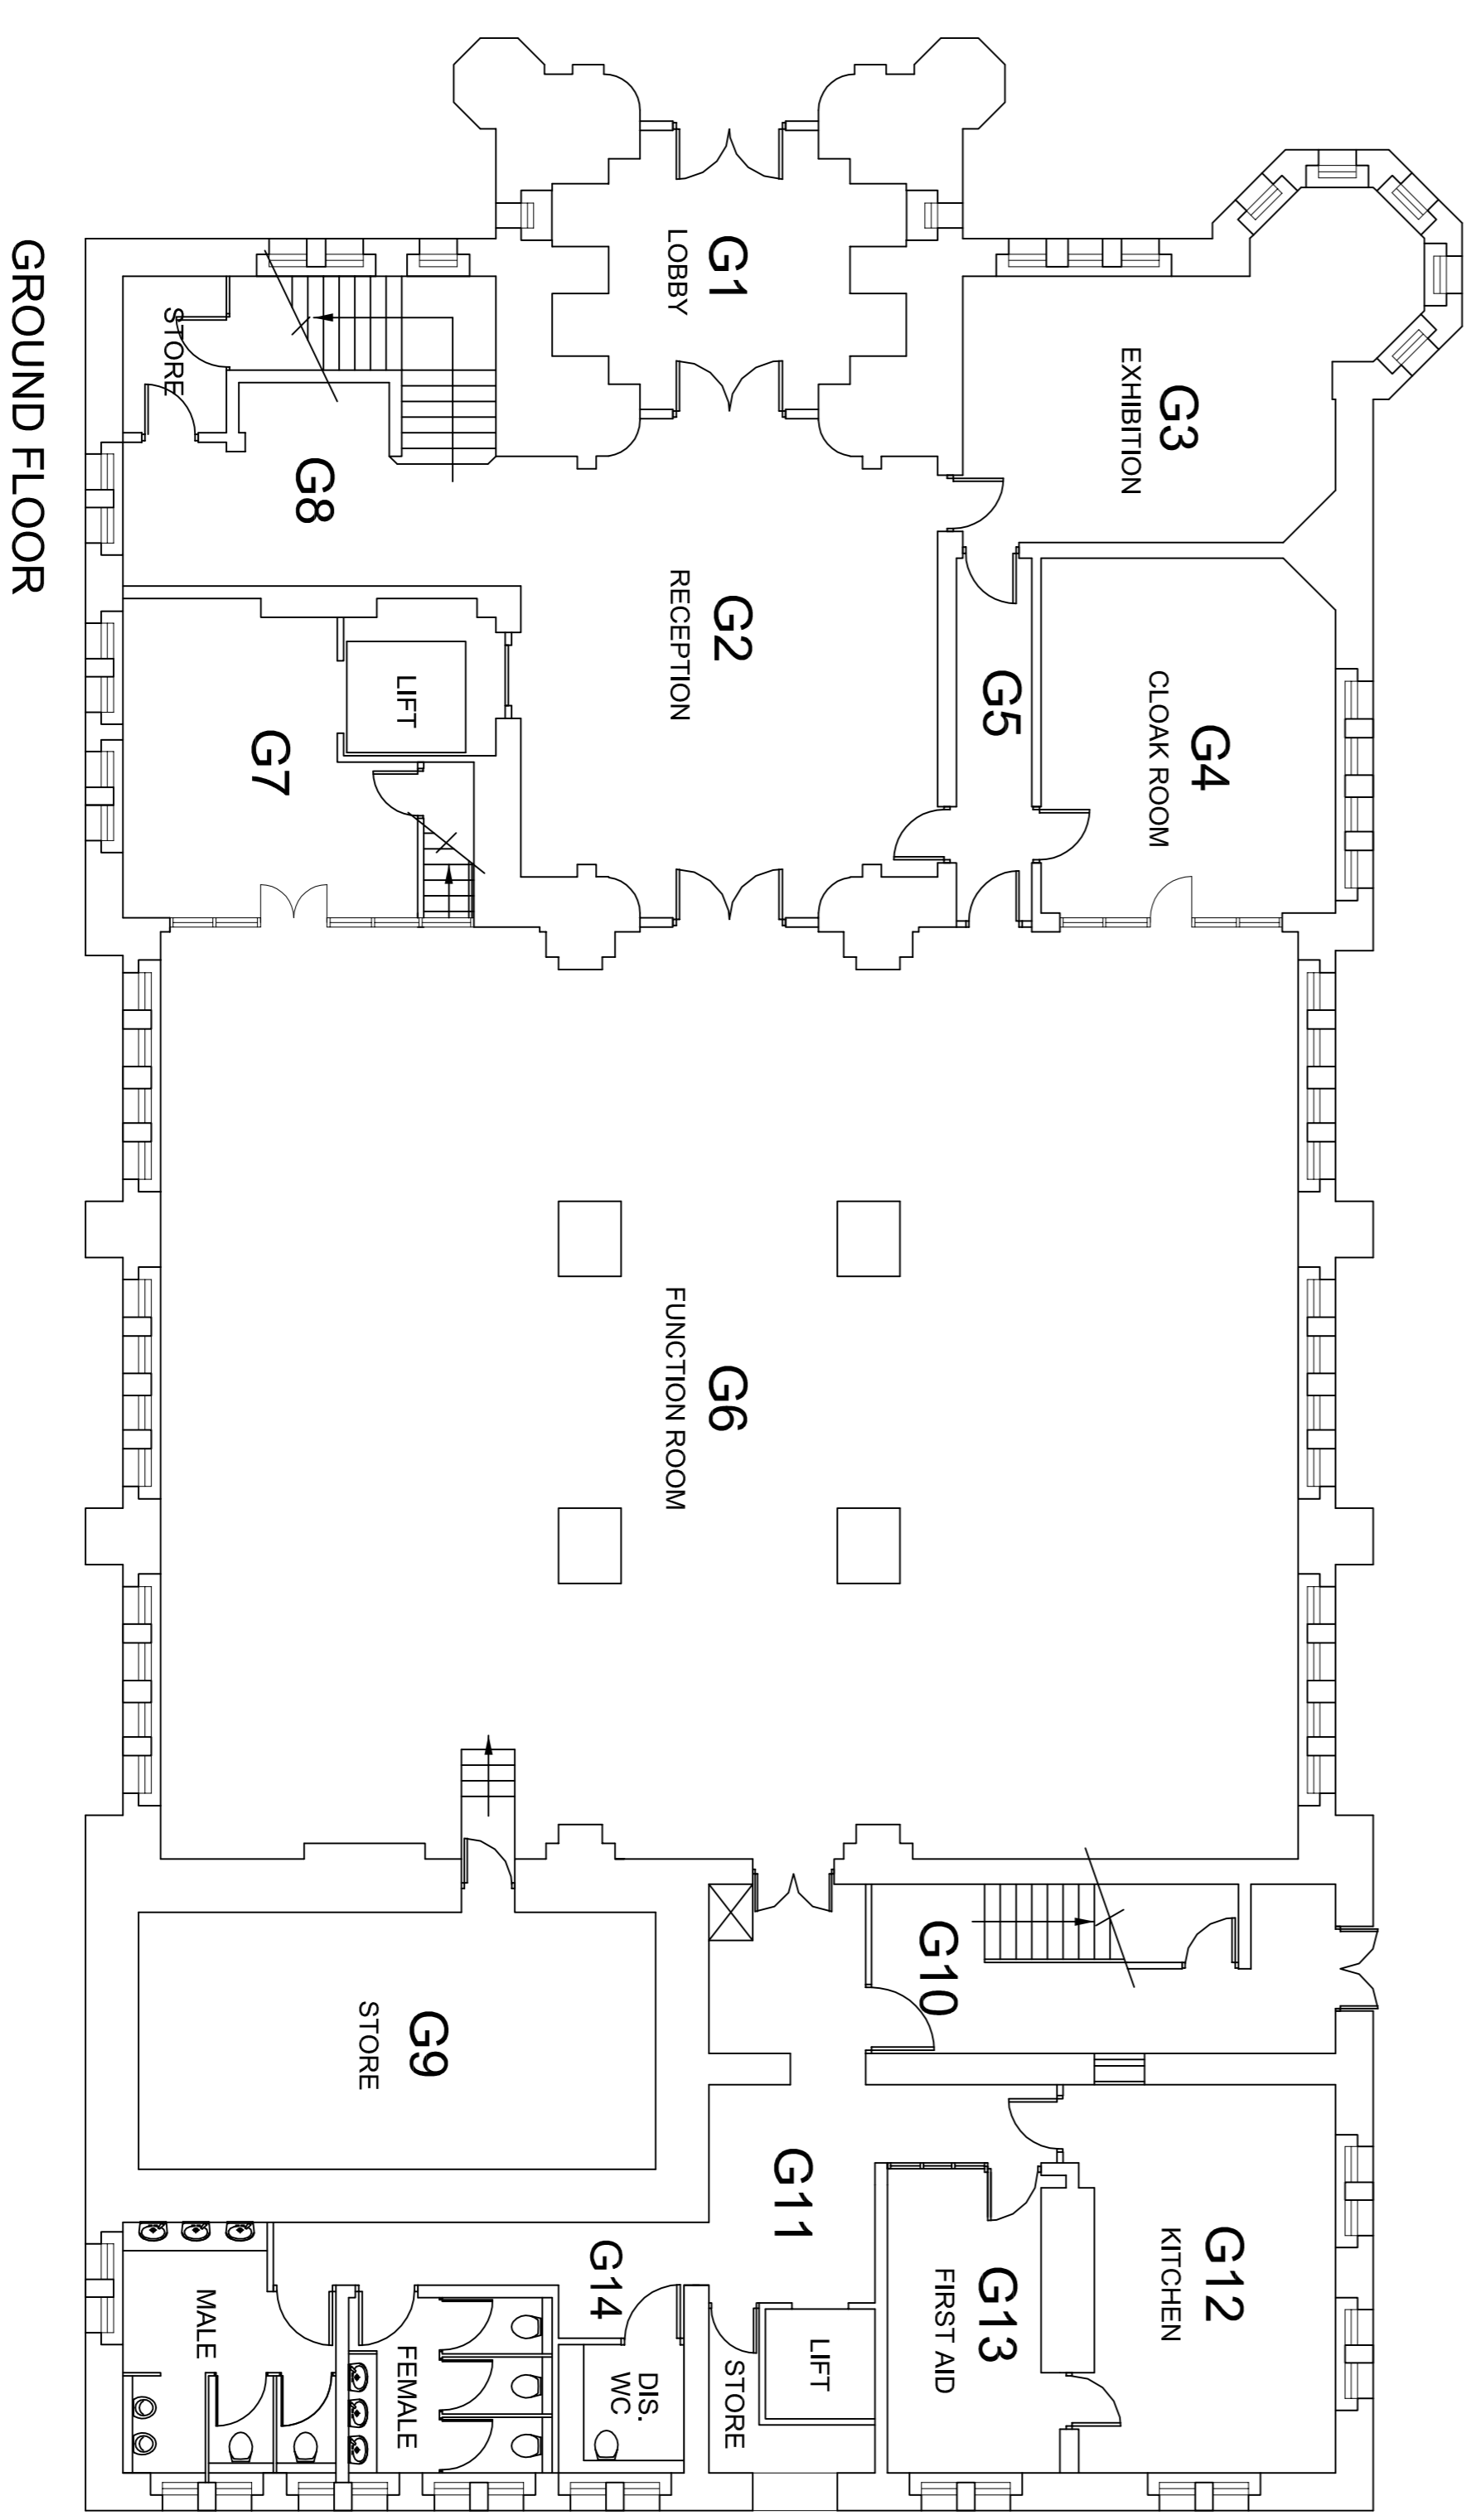 G1
LOBBY
G2
RECEPTION
G3
EXHIBITION
G4
CLOAK ROOM
G5
G6
FUNCTION ROOM
G7
LIFT
G8
STORE
G9
STORE
G10
G11
G12
KITCHEN
G13
FIRST AID
LIFT
STORE
G14
DIS.
WC
FEMALE
MALE
GROUND FLOOR